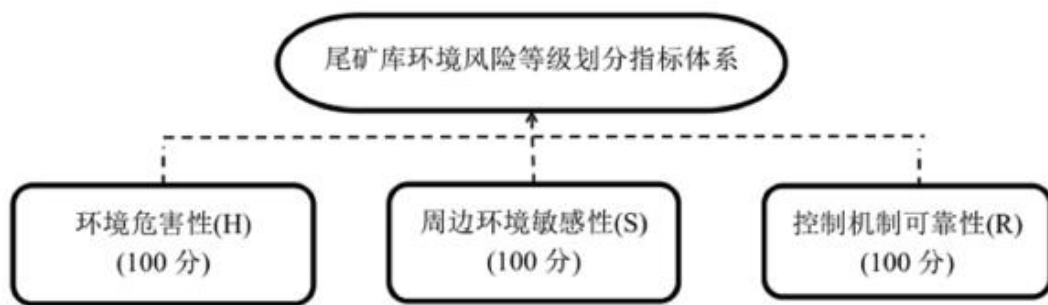 尾矿库环境风险等级划分指标体系
环境危害性(H)
(100 分)
周边环境敏感性(S)
(100 分)
控制机制可靠性(R)
(100 分)